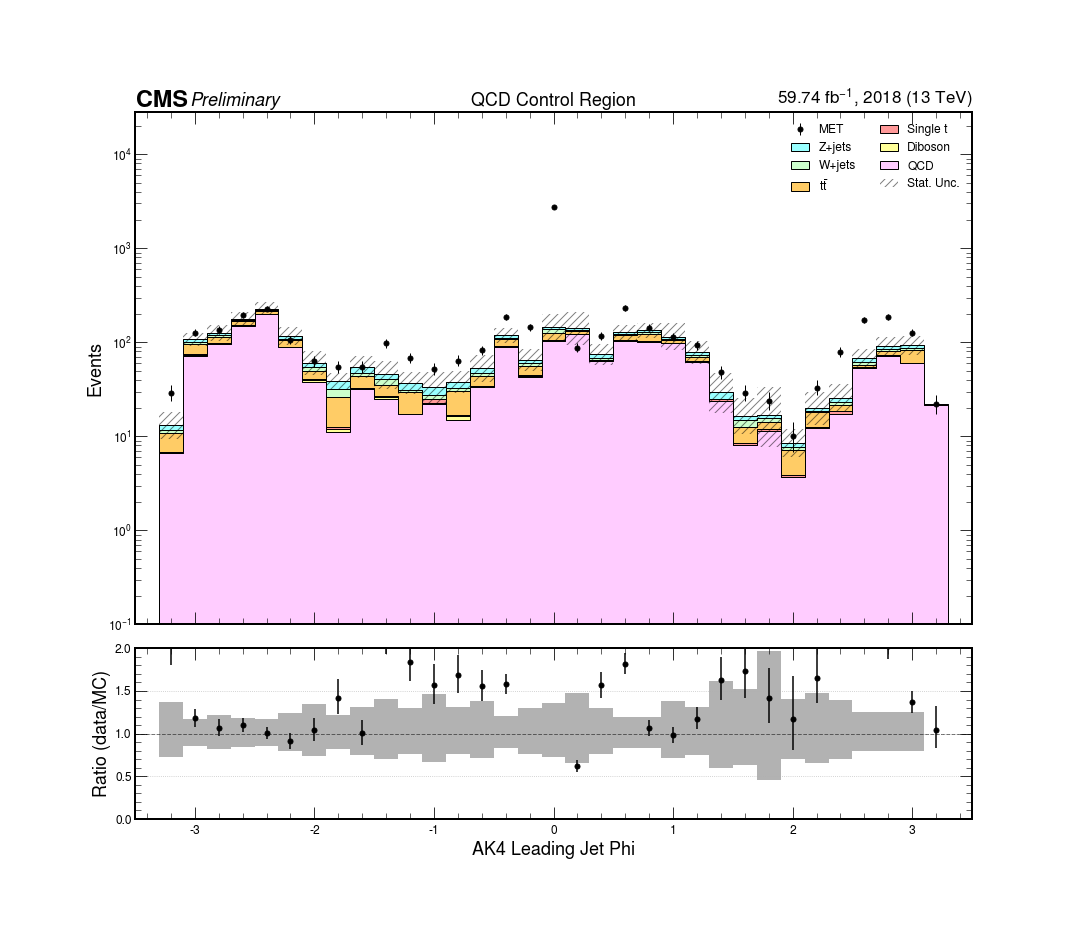 CMS Preliminary QCD Control Region 59.74 fb⁻¹, 2018 (13 TeV)
MET Single t
Z+jets Diboson
W+jets QCD
tt̄ Stat. Unc.
10⁴
10³
10²
10¹
10⁰
10⁻¹
Events
2.0
1.5
1.0
0.5
0.0
Ratio (data/MC)
-3 -2 -1 0 1 2 3
AK4 Leading Jet Phi